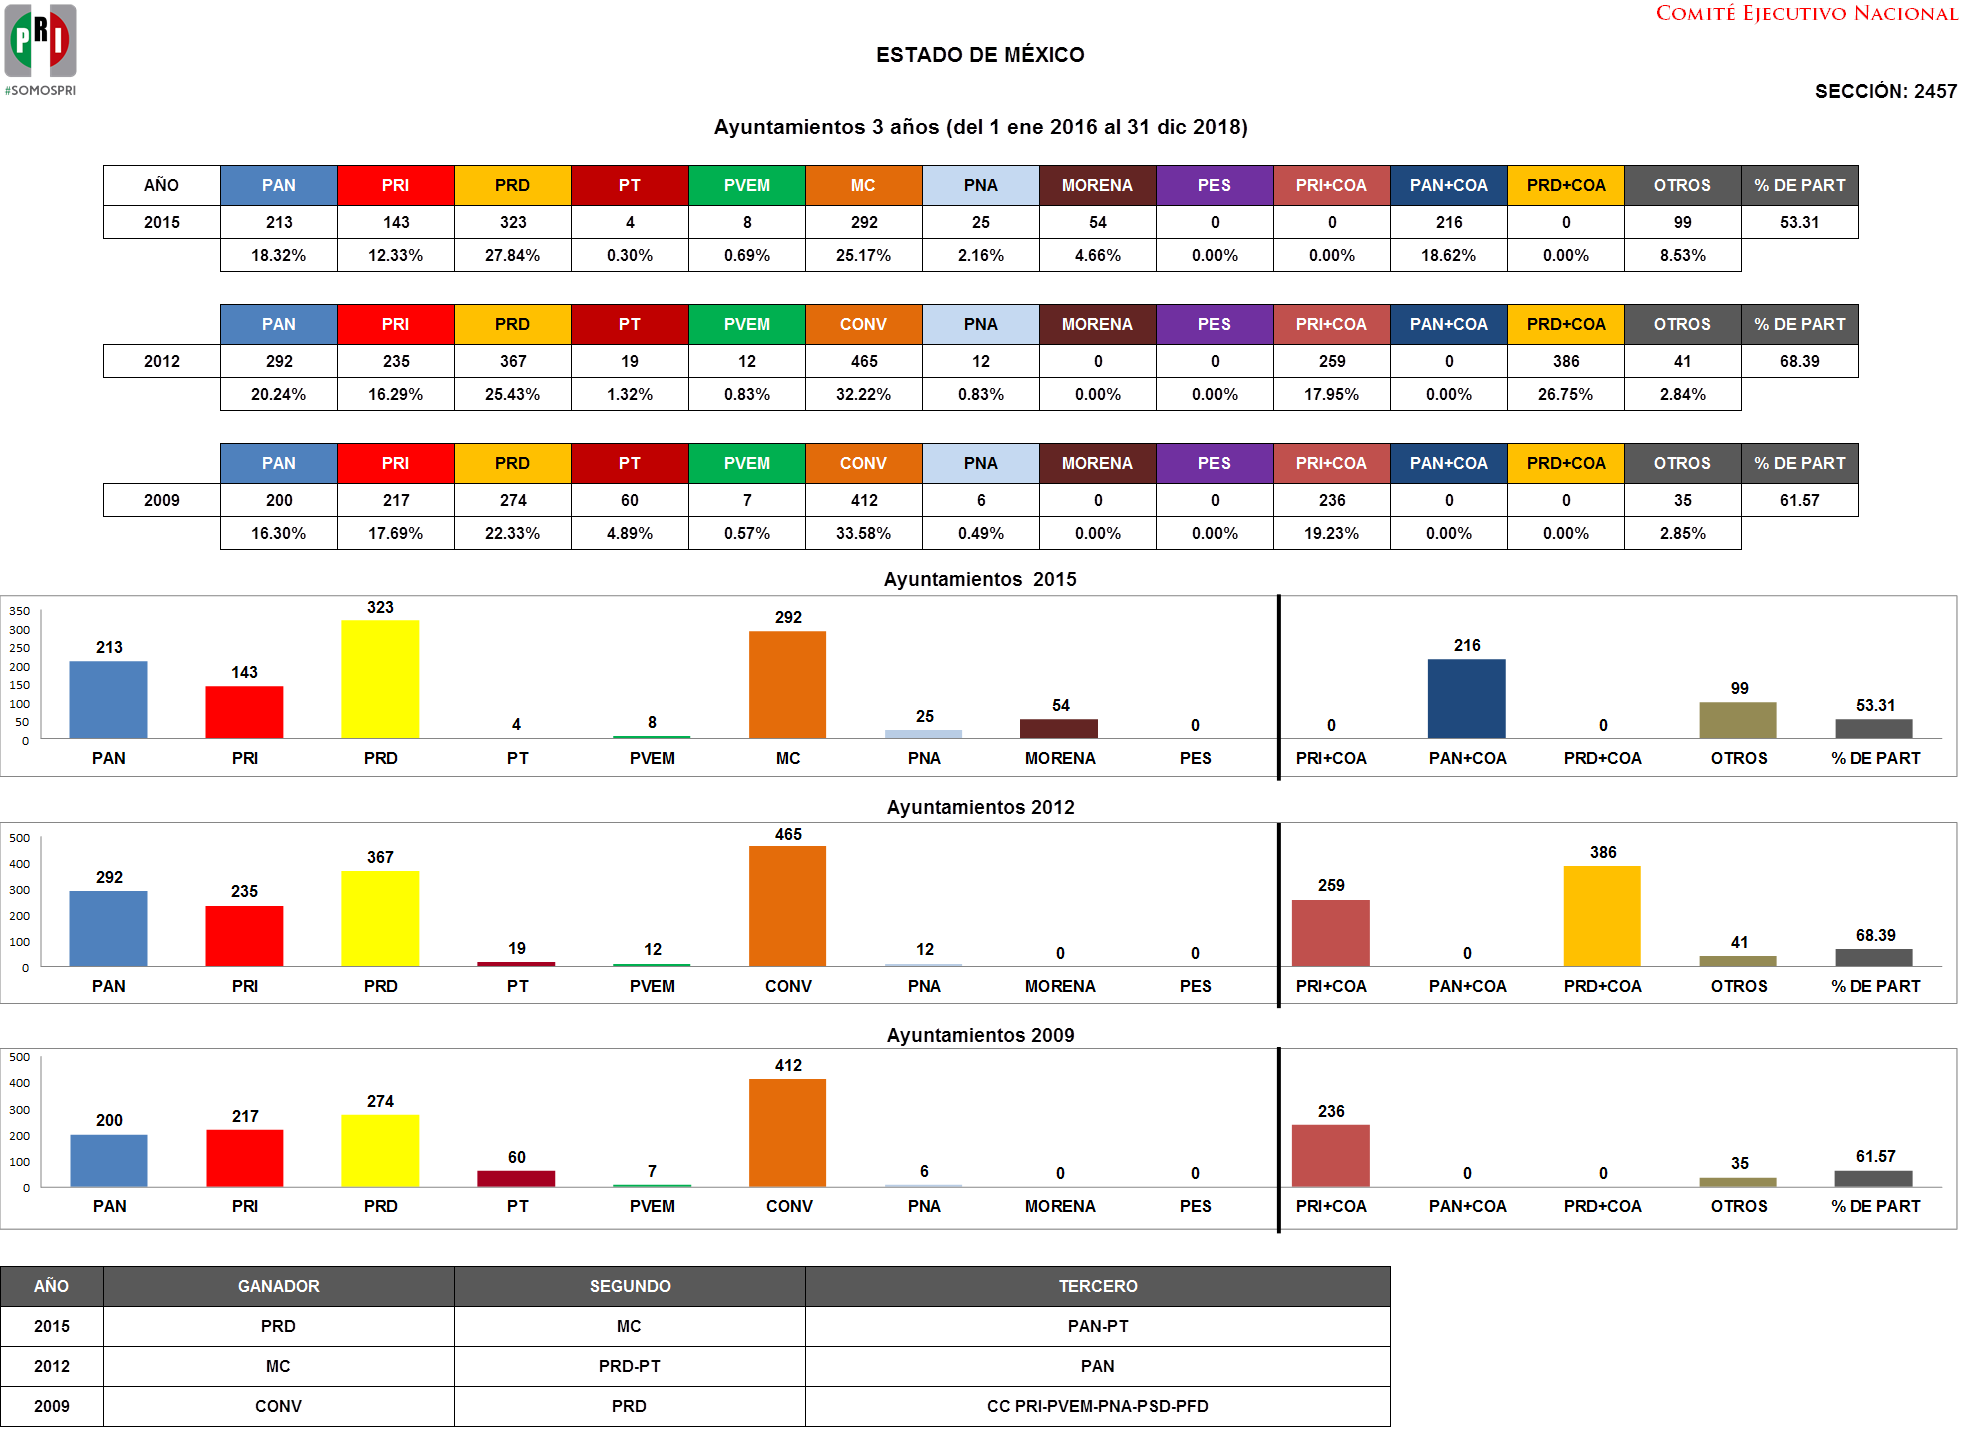 PRI
#SOMOSPRI
COMITÉ EJECUTIVO NACIONAL
ESTADO DE MÉXICO
SECCIÓN: 2457
Ayuntamientos 3 años (del 1 ene 2016 al 31 dic 2018)
AÑO PAN PRI PRD PT PVEM MC PNA MORENA PES PRI+COA PAN+COA PRD+COA OTROS % DE PART
2015 213 143 323 4 8 292 25 54 0 0 216 0 99 53.31
18.32% 12.33% 27.84% 0.30% 0.69% 25.17% 2.16% 4.66% 0.00% 0.00% 18.62% 0.00% 8.53%
PAN PRI PRD PT PVEM CONV PNA MORENA PES PRI+COA PAN+COA PRD+COA OTROS % DE PART
2012 292 235 367 19 12 465 12 0 0 259 0 386 41 68.39
20.24% 16.29% 25.43% 1.32% 0.83% 32.22% 0.83% 0.00% 0.00% 17.95% 0.00% 26.75% 2.84%
PAN PRI PRD PT PVEM CONV PNA MORENA PES PRI+COA PAN+COA PRD+COA OTROS % DE PART
2009 200 217 274 60 7 412 6 0 0 236 0 0 35 61.57
16.30% 17.69% 22.33% 4.89% 0.57% 33.58% 0.49% 0.00% 0.00% 19.23% 0.00% 0.00% 2.85%
Ayuntamientos 2015
350
300
250
200
150
100
50
0
213 143 323 4 8 292 25 54 0 0 216 0 99 53.31
PAN PRI PRD PT PVEM MC PNA MORENA PES PRI+COA PAN+COA PRD+COA OTROS % DE PART
Ayuntamientos 2012
500
400
300
200
100
0
292 235 367 19 12 465 12 0 0 259 0 386 41 68.39
PAN PRI PRD PT PVEM CONV PNA MORENA PES PRI+COA PAN+COA PRD+COA OTROS % DE PART
Ayuntamientos 2009
500
400
300
200
100
0
200 217 274 60 7 412 6 0 0 236 0 0 35 61.57
PAN PRI PRD PT PVEM CONV PNA MORENA PES PRI+COA PAN+COA PRD+COA OTROS % DE PART
AÑO GANADOR SEGUNDO TERCERO
2015 PRD MC PAN-PT
2012 MC PRD-PT PAN
2009 CONV PRD CC PRI-PVEM-PNA-PSD-PFD